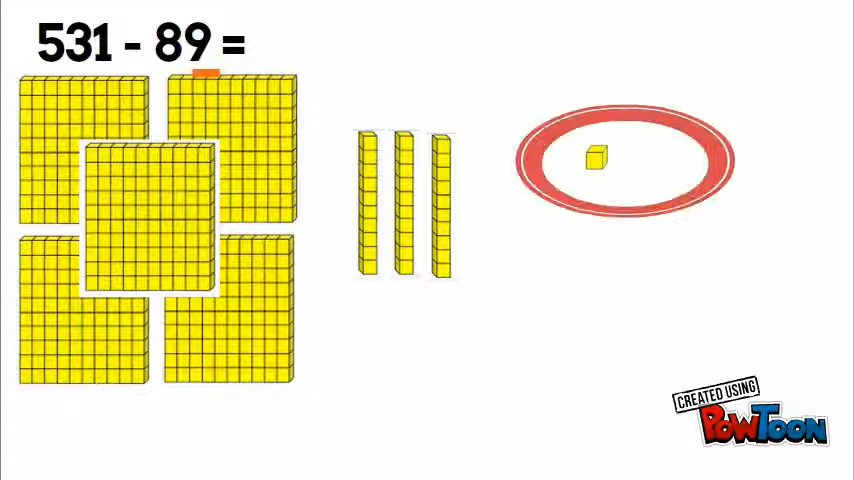 531 - 89 =
CREATED USING
POWTOON